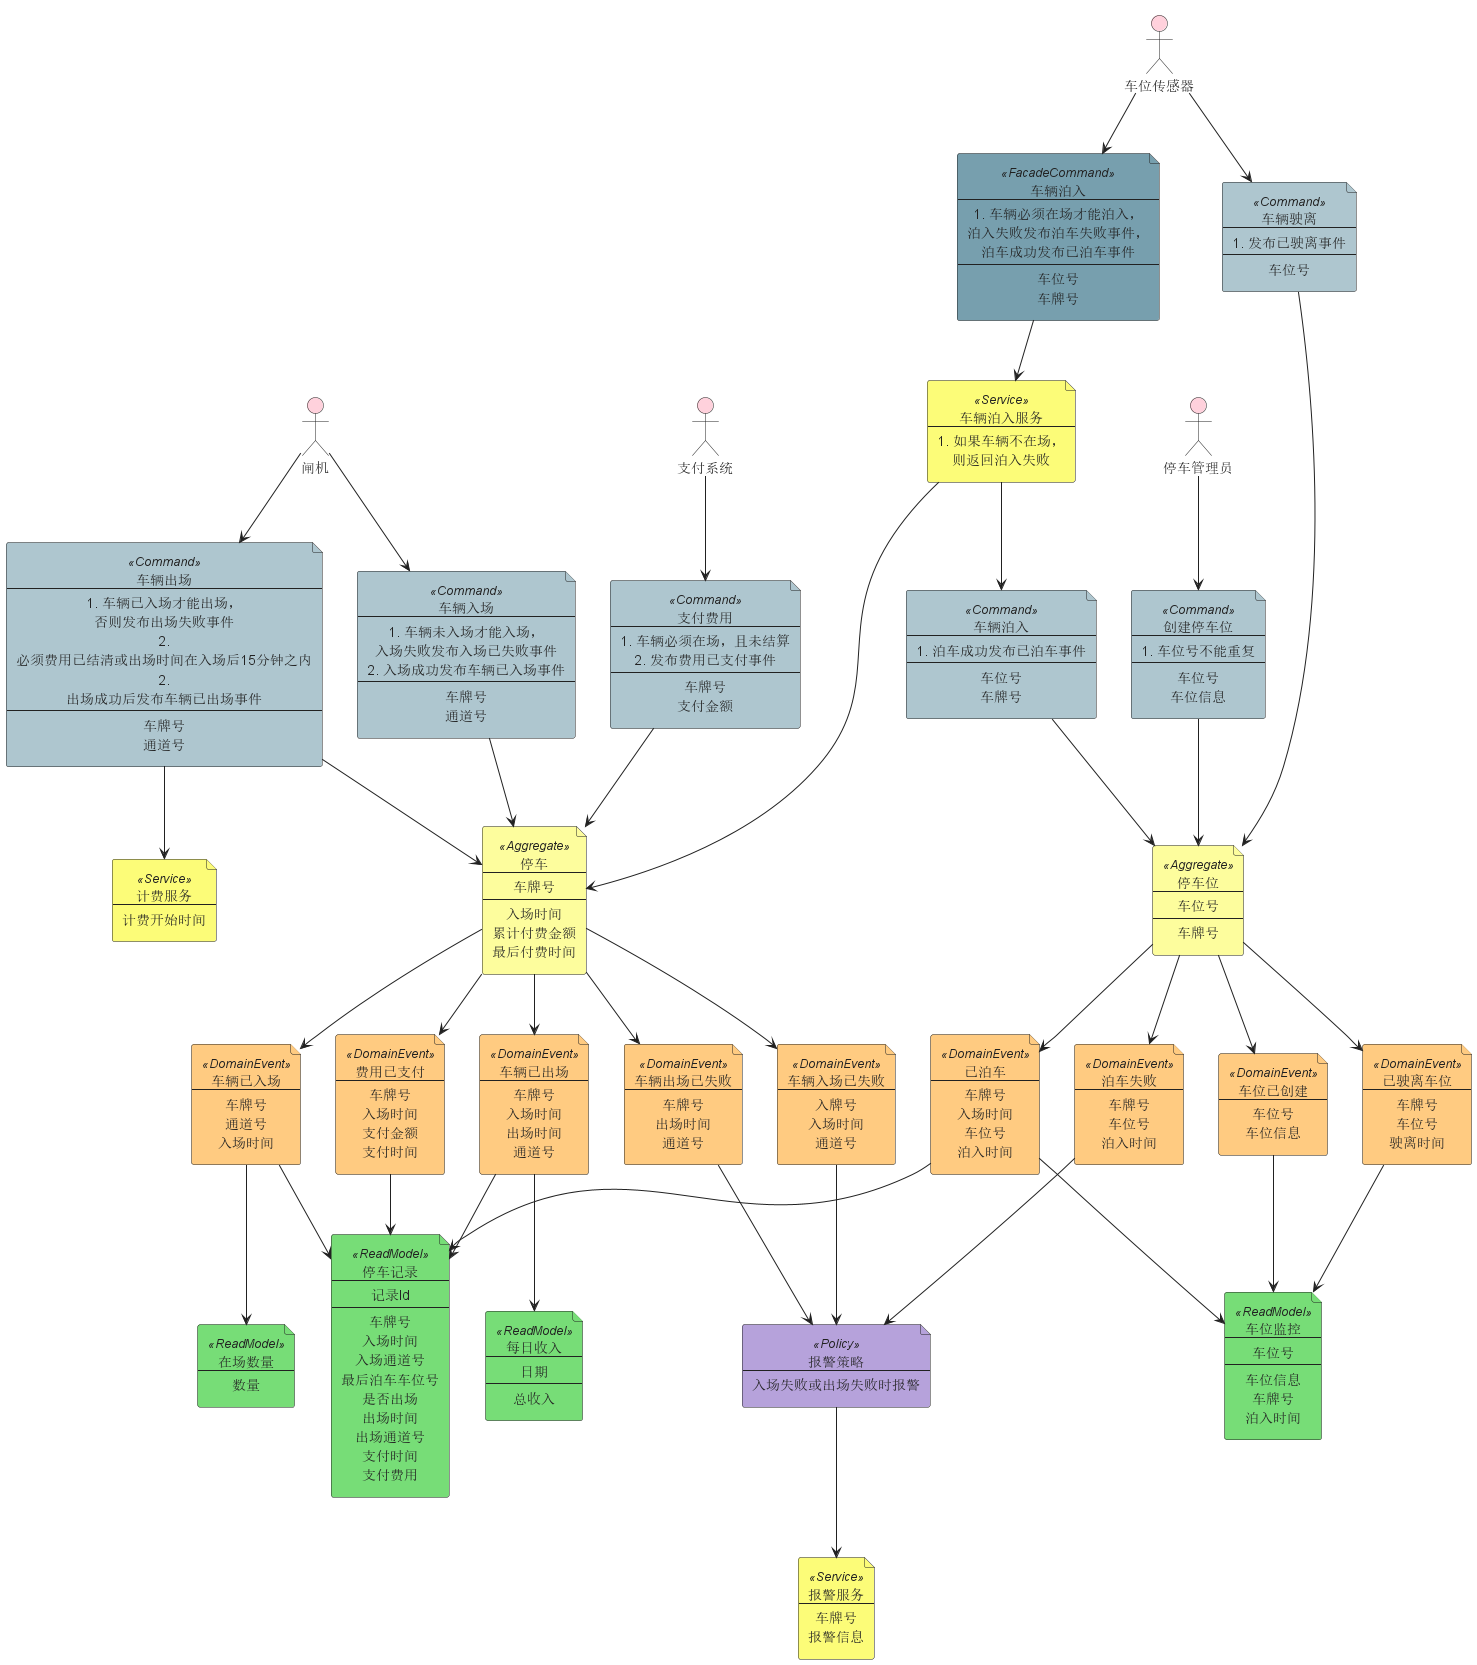 车位传感器
«FacadeCommand»
车辆泊入
1. 车辆必须在场才能泊入，
泊入失败发布泊车失败事件，
泊车成功发布已泊车事件
车位号
车牌号
«Command»
车辆驶离
1. 发布已驶离事件
车位号
«Service»
车辆泊入服务
1. 如果车辆不在场，
则返回泊入失败
闸机
支付系统
停车管理员
«Command»
车辆出场
1. 车辆已入场才能出场，
否则发布出场失败事件
2.
必须费用已结清或出场时间在入场后15分钟之内
2.
出场成功后发布车辆已出场事件
车牌号
通道号
«Command»
车辆入场
1. 车辆未入场才能入场，
入场失败发布入场已失败事件
2. 入场成功发布车辆已入场事件
车牌号
通道号
«Command»
支付费用
1. 车辆必须在场，且未结算
2. 发布费用已支付事件
车牌号
支付金额
«Command»
车辆泊入
1. 泊车成功发布已泊车事件
车位号
车牌号
«Command»
创建停车位
1. 车位号不能重复
车位号
车位信息
«Service»
计费服务
计费开始时间
«Aggregate»
停车
车牌号
入场时间
累计付费金额
最后付费时间
«Aggregate»
停车位
车位号
车牌号
«DomainEvent»
车辆已入场
车牌号
通道号
入场时间
«DomainEvent»
费用已支付
车牌号
入场时间
支付金额
支付时间
«DomainEvent»
车辆已出场
车牌号
入场时间
出场时间
通道号
«DomainEvent»
车辆出场已失败
车牌号
出场时间
通道号
«DomainEvent»
车辆入场已失败
入牌号
入场时间
通道号
«DomainEvent»
已泊车
车牌号
入场时间
车位号
泊入时间
«DomainEvent»
泊车失败
车牌号
车位号
泊入时间
«DomainEvent»
车位已创建
车位号
车位信息
«DomainEvent»
已驶离车位
车牌号
车位号
驶离时间
«ReadModel»
在场数量
数量
«ReadModel»
停车记录
记录Id
车牌号
入场时间
入场通道号
最后泊车车位号
是否出场
出场时间
出场通道号
支付时间
支付费用
«ReadModel»
每日收入
日期
总收入
«Policy»
报警策略
入场失败或出场失败时报警
«ReadModel»
车位监控
车位号
车位信息
车牌号
泊入时间
«Service»
报警服务
车牌号
报警信息